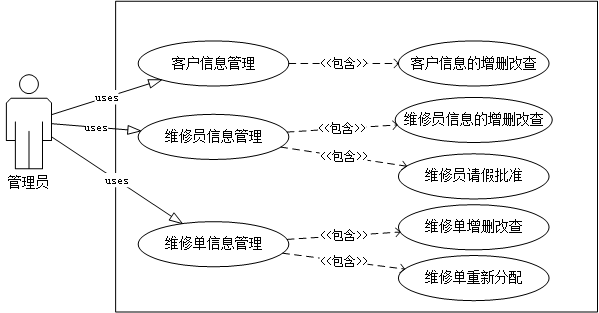 客户信息管理
<<包含>>
客户信息的增删改查
uses
uses
维修员信息管理
<<包含>>
维修员信息的增删改查
<<包含>>
维修员请假批准
管理员
uses
维修单信息管理
<<包含>>
维修单增删改查
<<包含>>
维修单重新分配